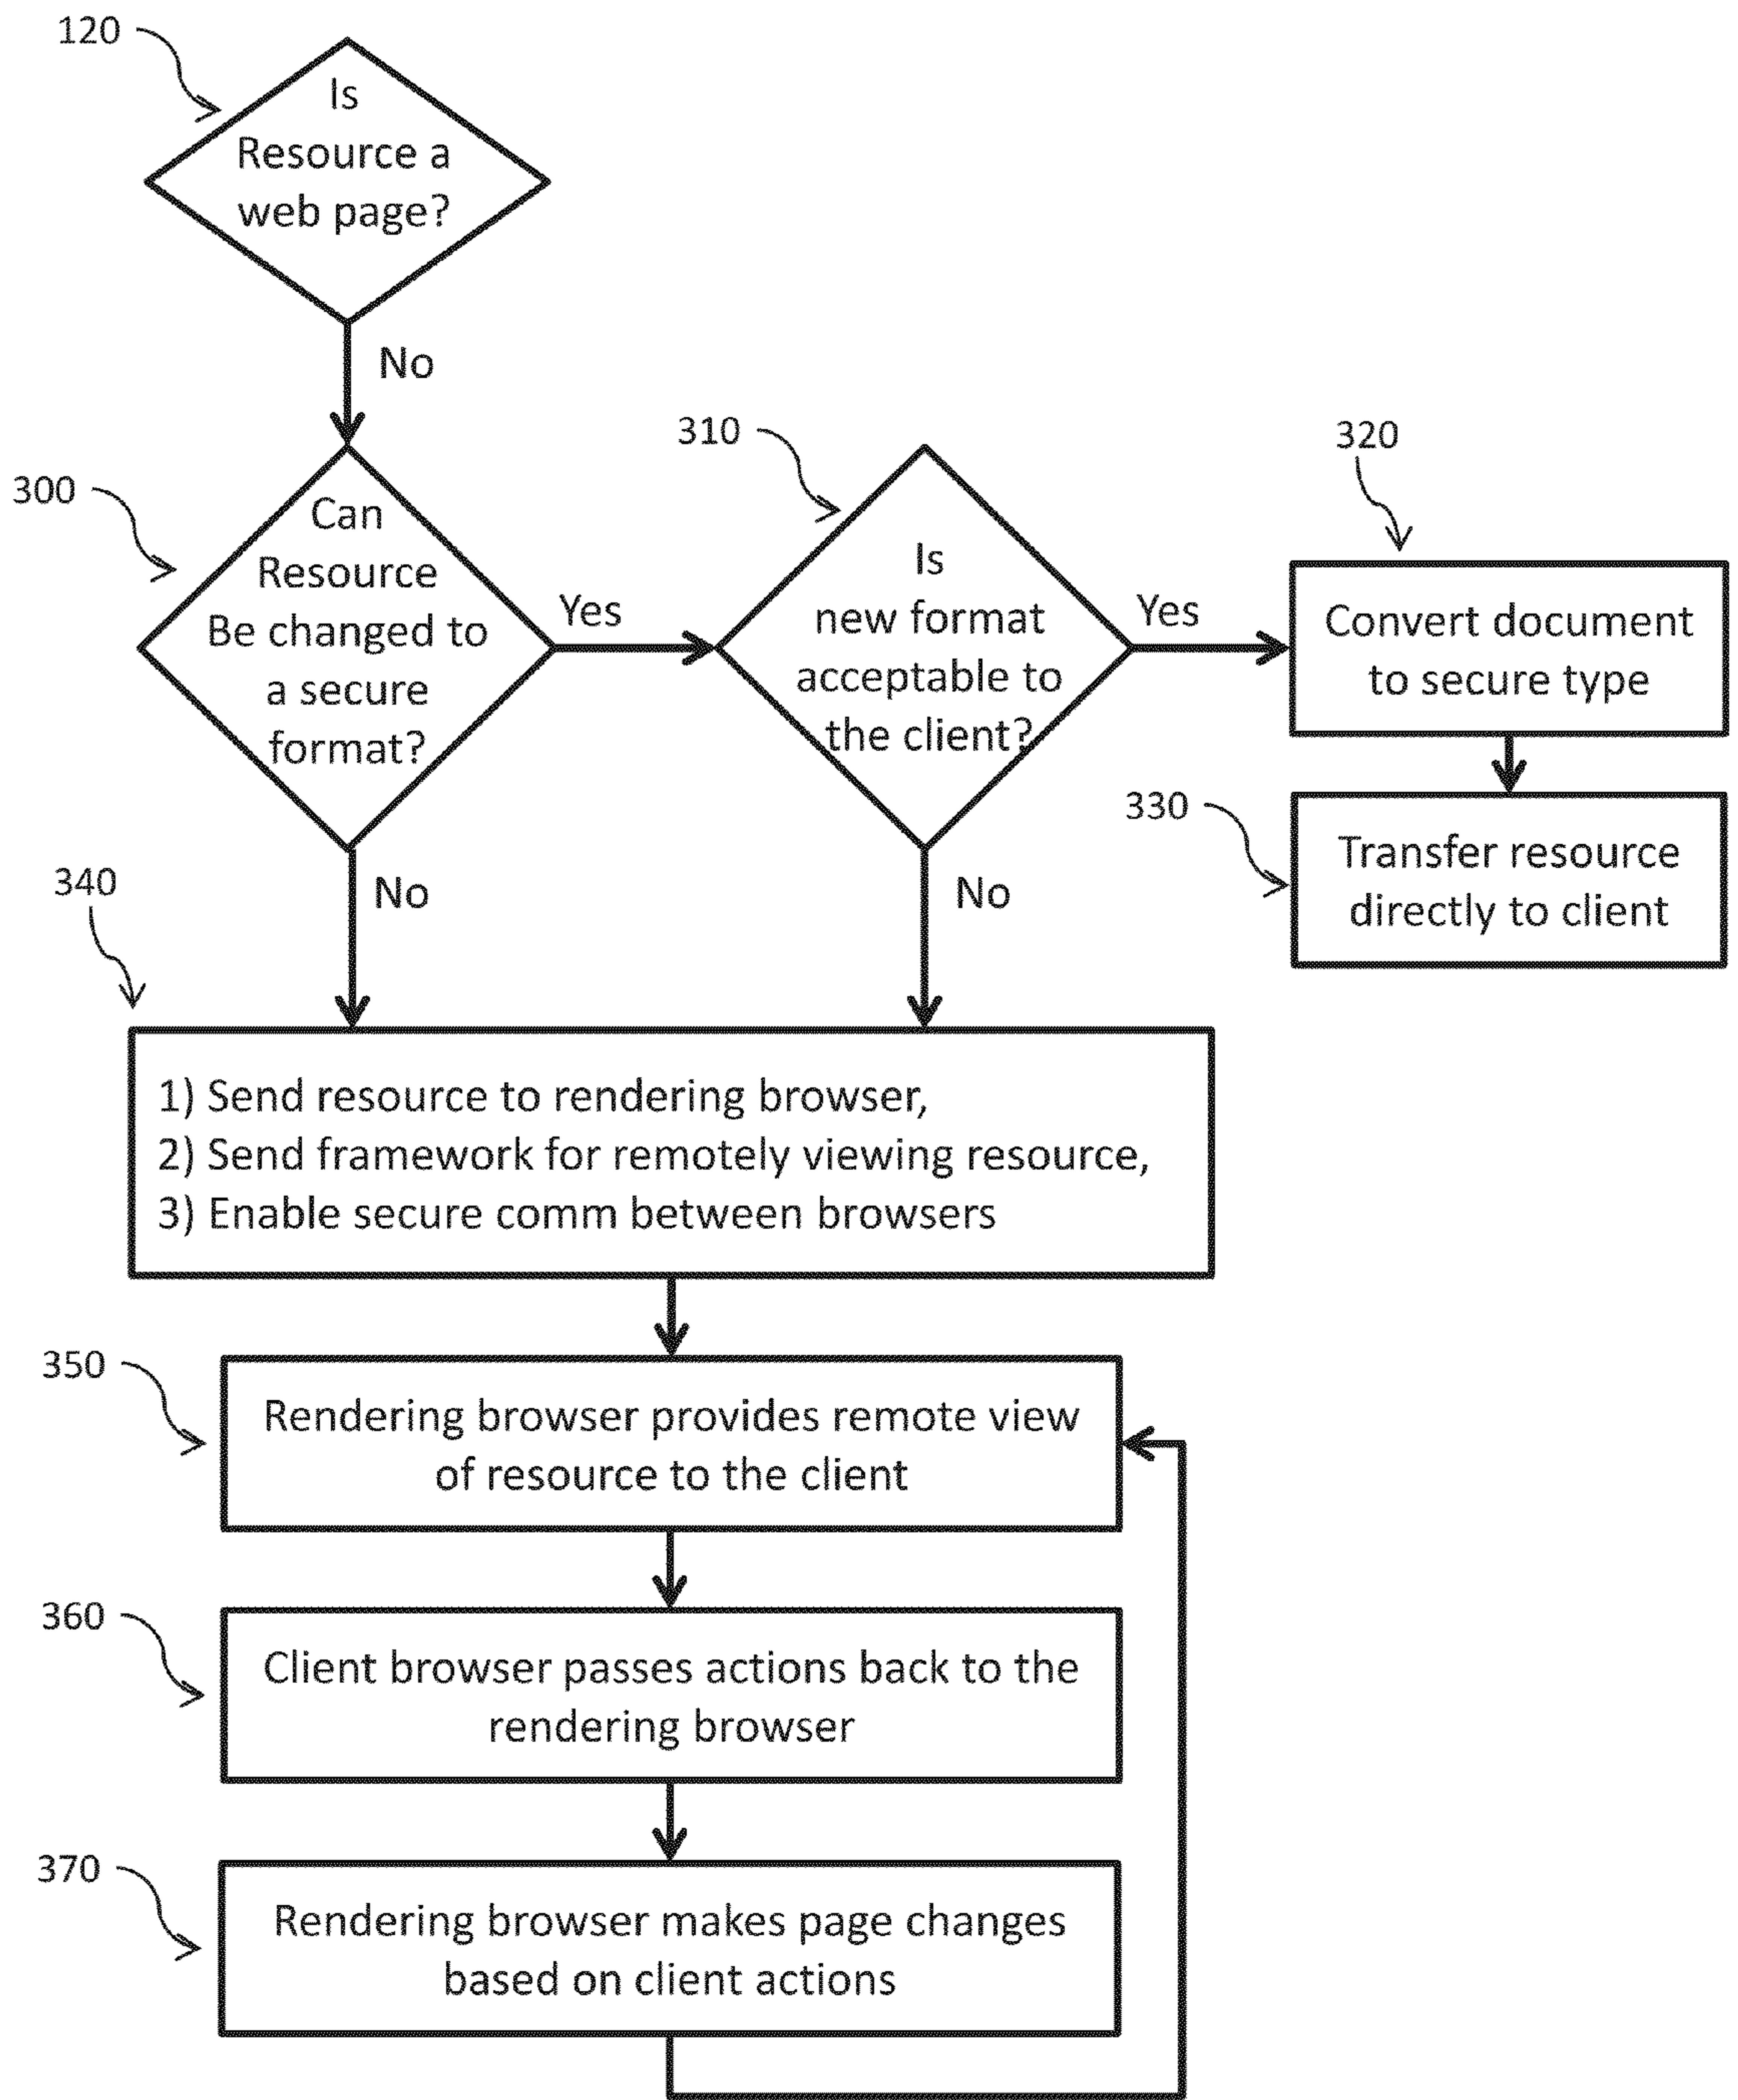 120
Is
Resource a
web page?
No
300
Can
Resource
Be changed to
a secure
format?
Yes
310
Is
new format
acceptable to
the client?
Yes
320
Convert document
to secure type
330
Transfer resource
directly to client
No
No
340
1) Send resource to rendering browser,
2) Send framework for remotely viewing resource,
3) Enable secure comm between browsers
350
Rendering browser provides remote view
of resource to the client
360
Client browser passes actions back to the
rendering browser
370
Rendering browser makes page changes
based on client actions